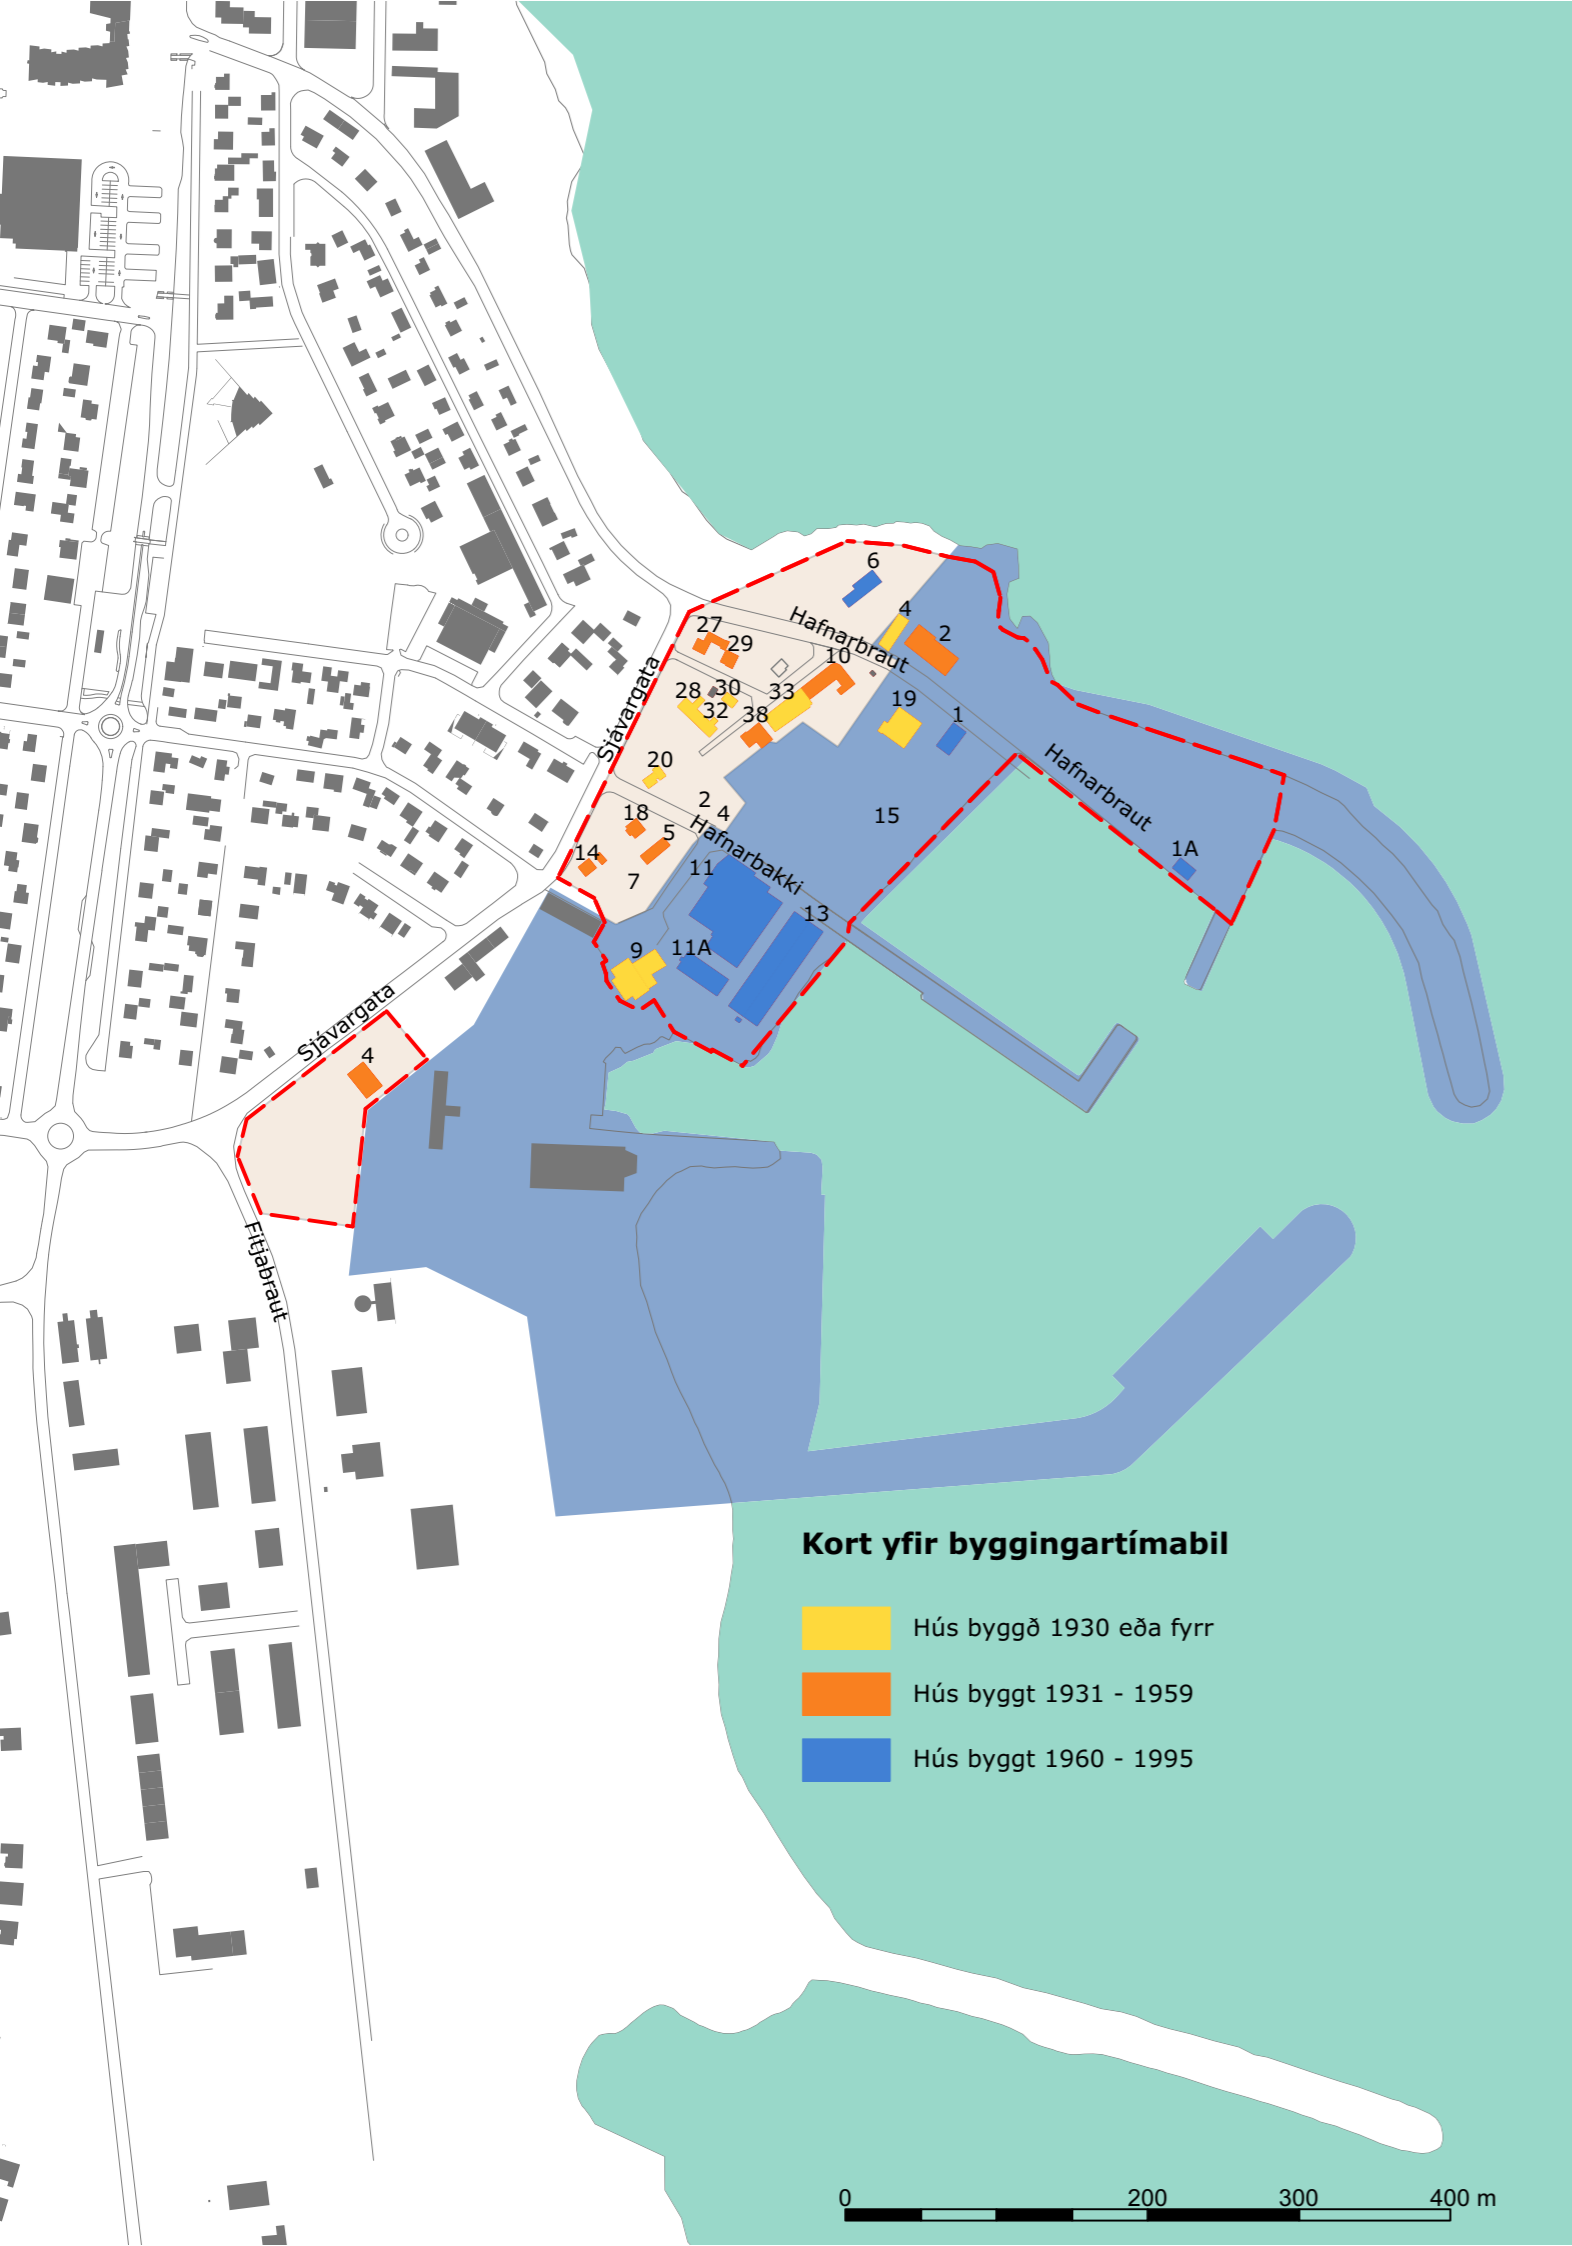 6
Hafnarbraut
4
2
27
29
10
Sjávargata
28
30
33
32
38
19
1
Hafnarbraut
20
2
4
15
18
5
Hafnarbakki
14
7
11
1A
13
9
11A
Sjávargata
4
Fitjabraut
Kort yfir byggingartímabil
Hús byggð 1930 eða fyrr
Hús byggt 1931 - 1959
Hús byggt 1960 - 1995
0 200 300 400 m